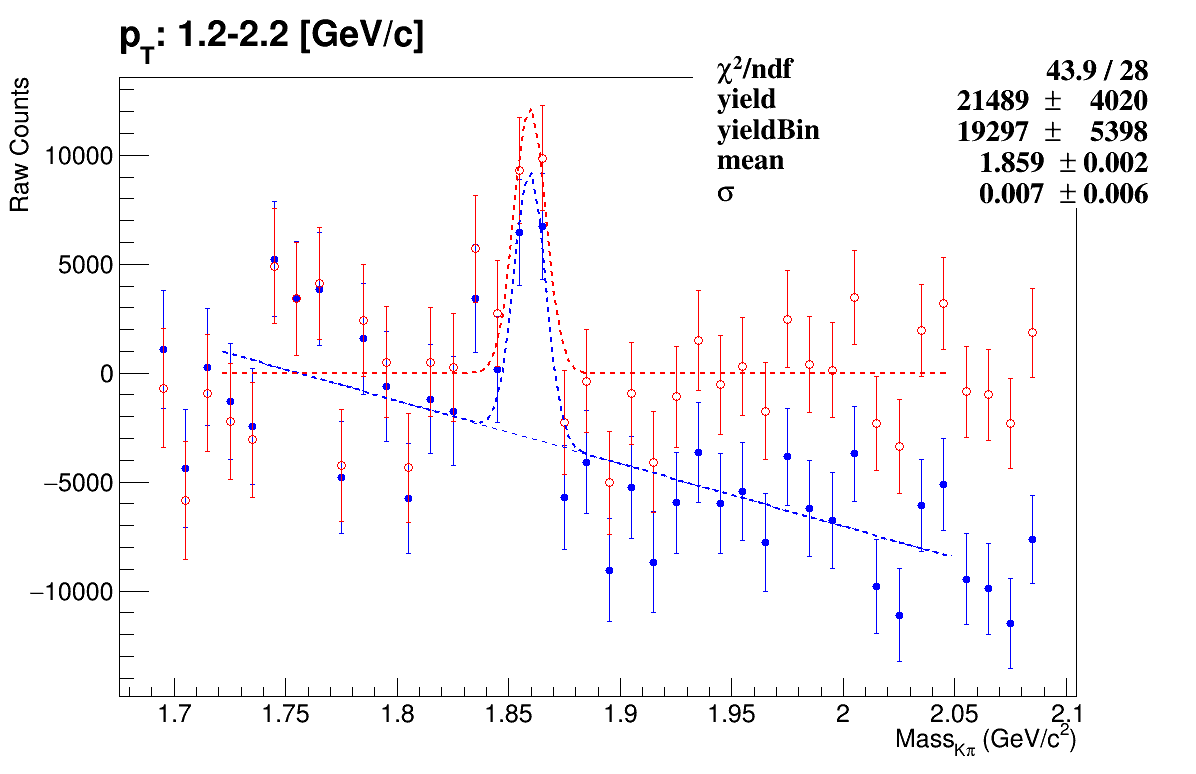 pT: 1.2-2.2 [GeV/c]
χ2/ndf 43.9 / 28
yield 21489 ± 4020
yieldBin 19297 ± 5398
mean 1.859 ± 0.002
σ 0.007 ± 0.006
Raw Counts
10000
5000
0
−5000
−10000
1.7 1.75 1.8 1.85 1.9 1.95 2 2.05 2.1
MassKπ (GeV/c2)